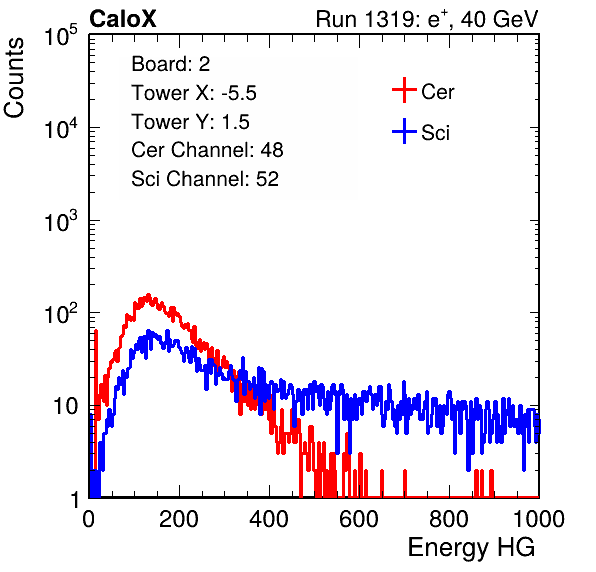 CaloX Run 1319: e⁺, 40 GeV
Board: 2
Tower X: -5.5
Tower Y: 1.5
Cer Channel: 48
Sci Channel: 52
Cer
Sci
Counts
10⁵
10⁴
10³
10²
10
1
0 200 400 600 800 1000
Energy HG